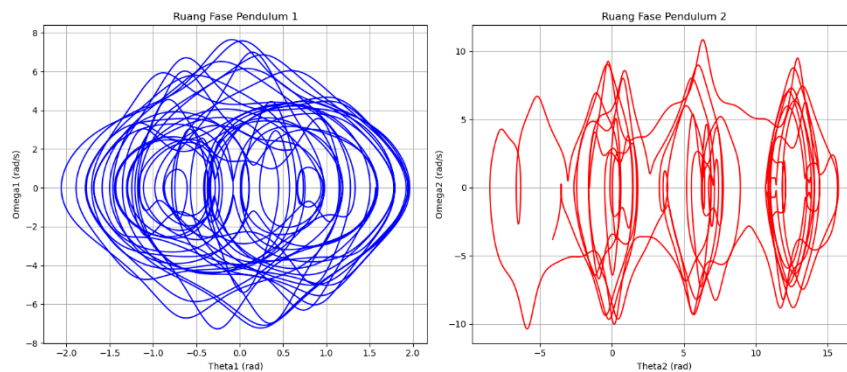 Ruang Fase Pendulum 1
8
6
4
2
0
−2
−4
−6
−8
Omega1 (rad/s)
−2.0 −1.5 −1.0 −0.5 0.0 0.5 1.0 1.5 2.0
Theta1 (rad)
Ruang Fase Pendulum 2
10
5
0
−5
−10
Omega2 (rad/s)
−5 0 5 10 15
Theta2 (rad)